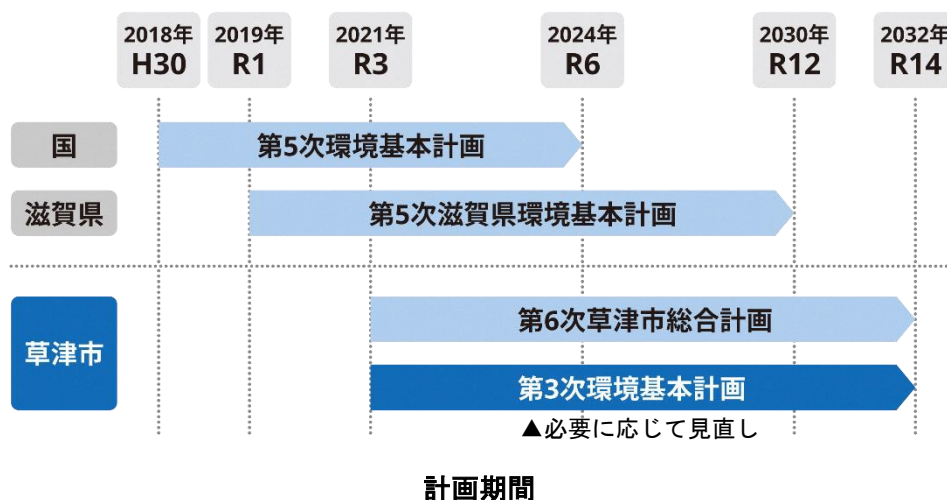 2018年
H30
2019年
R1
2021年
R3
2024年
R6
2030年
R12
2032年
R14
国
第5次環境基本計画
滋賀県
第5次滋賀県環境基本計画
草津市
第6次草津市総合計画
第3次環境基本計画
▲必要に応じて見直し
計画期間